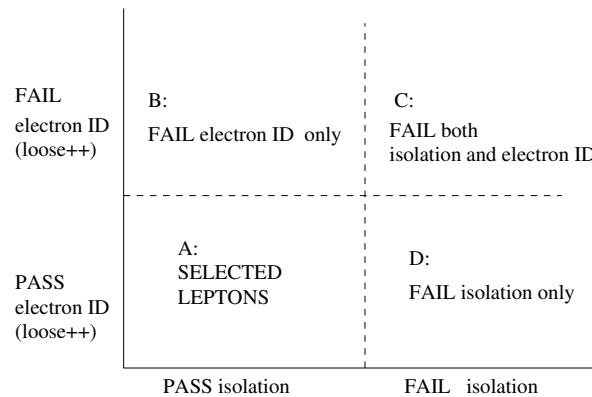 FAIL
electron ID
(loose++)
B:
FAIL electron ID only
C:
FAIL both
isolation and electron ID
PASS
electron ID
(loose++)
A:
SELECTED
LEPTONS
D:
FAIL isolation only
PASS isolation
FAIL isolation